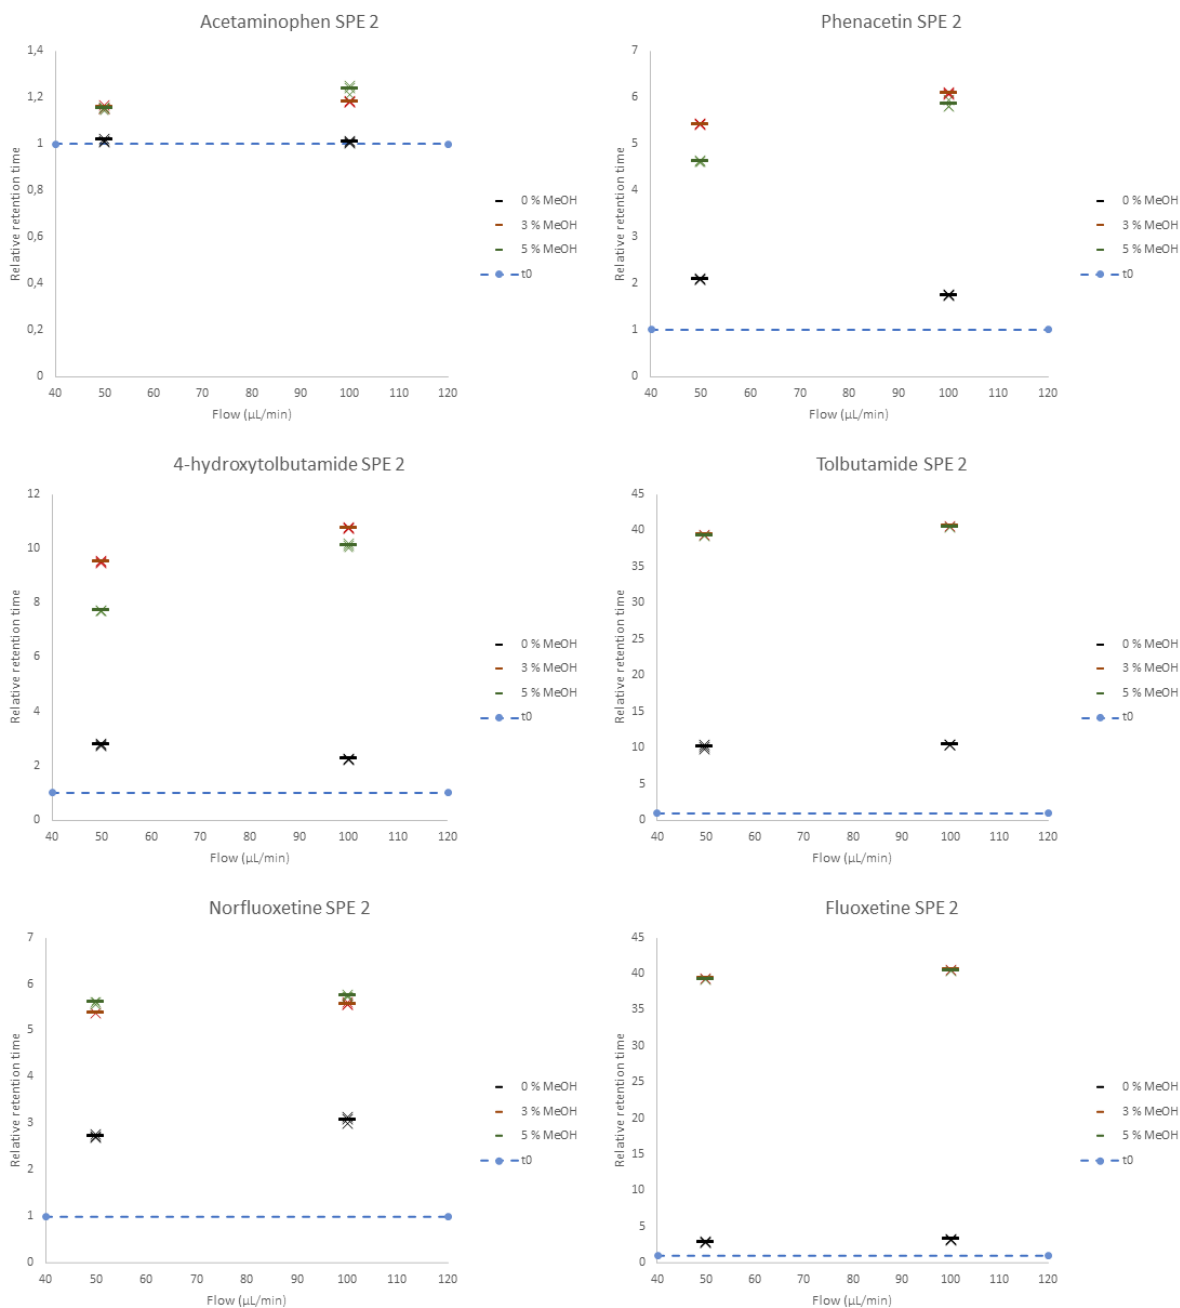 Acetaminophen SPE 2
Relative retention time
1,4
1,2
1
0,8
0,6
0,4
0,2
0
40 50 60 70 80 90 100 110 120
Flow (µL/min)
0 % MeOH
3 % MeOH
5 % MeOH
t0
Phenacetin SPE 2
Relative retention time
7
6
5
4
3
2
1
0
40 50 60 70 80 90 100 110 120
Flow (µL/min)
0 % MeOH
3 % MeOH
5 % MeOH
t0
4-hydroxytolbutamide SPE 2
Relative retention time
12
10
8
6
4
2
0
40 50 60 70 80 90 100 110 120
Flow (µL/min)
0 % MeOH
3 % MeOH
5 % MeOH
t0
Tolbutamide SPE 2
Relative retention time
45
40
35
30
25
20
15
10
5
0
40 50 60 70 80 90 100 110 120
Flow (µL/min)
0 % MeOH
3 % MeOH
5 % MeOH
t0
Norfluoxetine SPE 2
Relative retention time
7
6
5
4
3
2
1
0
40 50 60 70 80 90 100 110 120
Flow (µL/min)
0 % MeOH
3 % MeOH
5 % MeOH
t0
Fluoxetine SPE 2
Relative retention time
45
40
35
30
25
20
15
10
5
0
40 50 60 70 80 90 100 110 120
Flow (µL/min)
0 % MeOH
3 % MeOH
5 % MeOH
t0